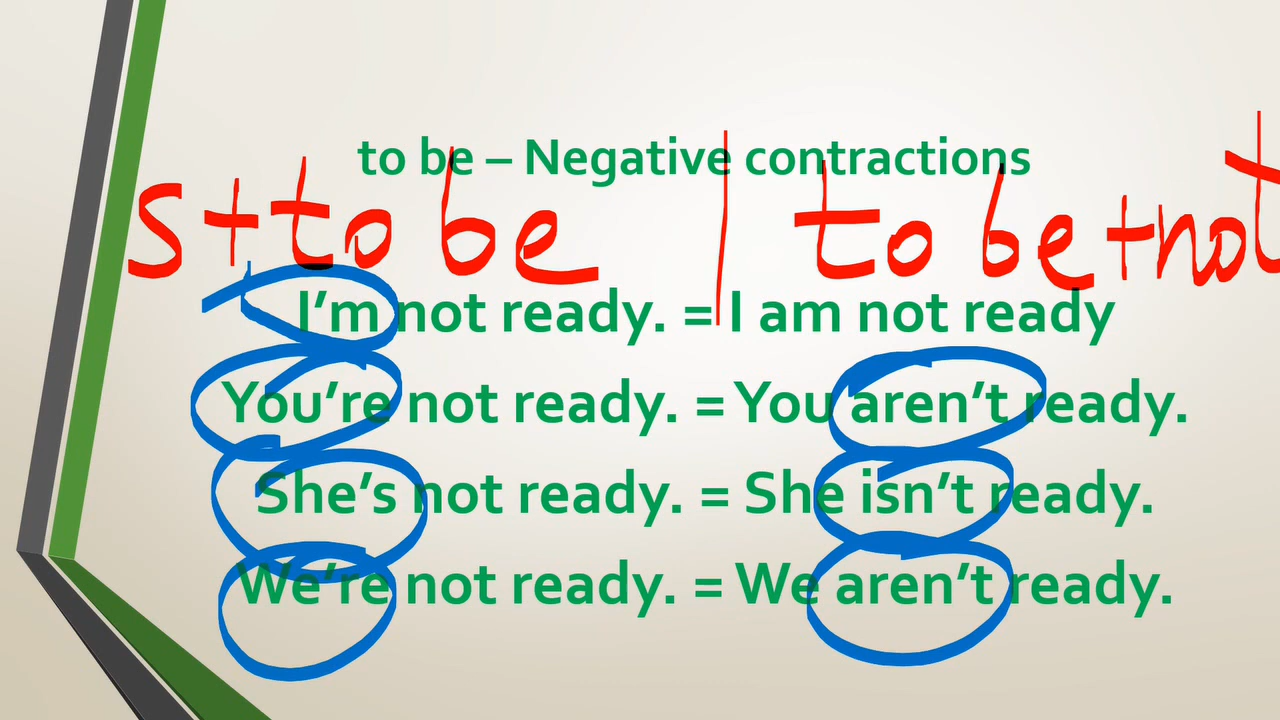 to be – Negative contractions
s+to be | to be+not
I’m not ready. = I am not ready
You’re not ready. = You aren’t ready.
She’s not ready. = She isn’t ready.
We’re not ready. = We aren’t ready.